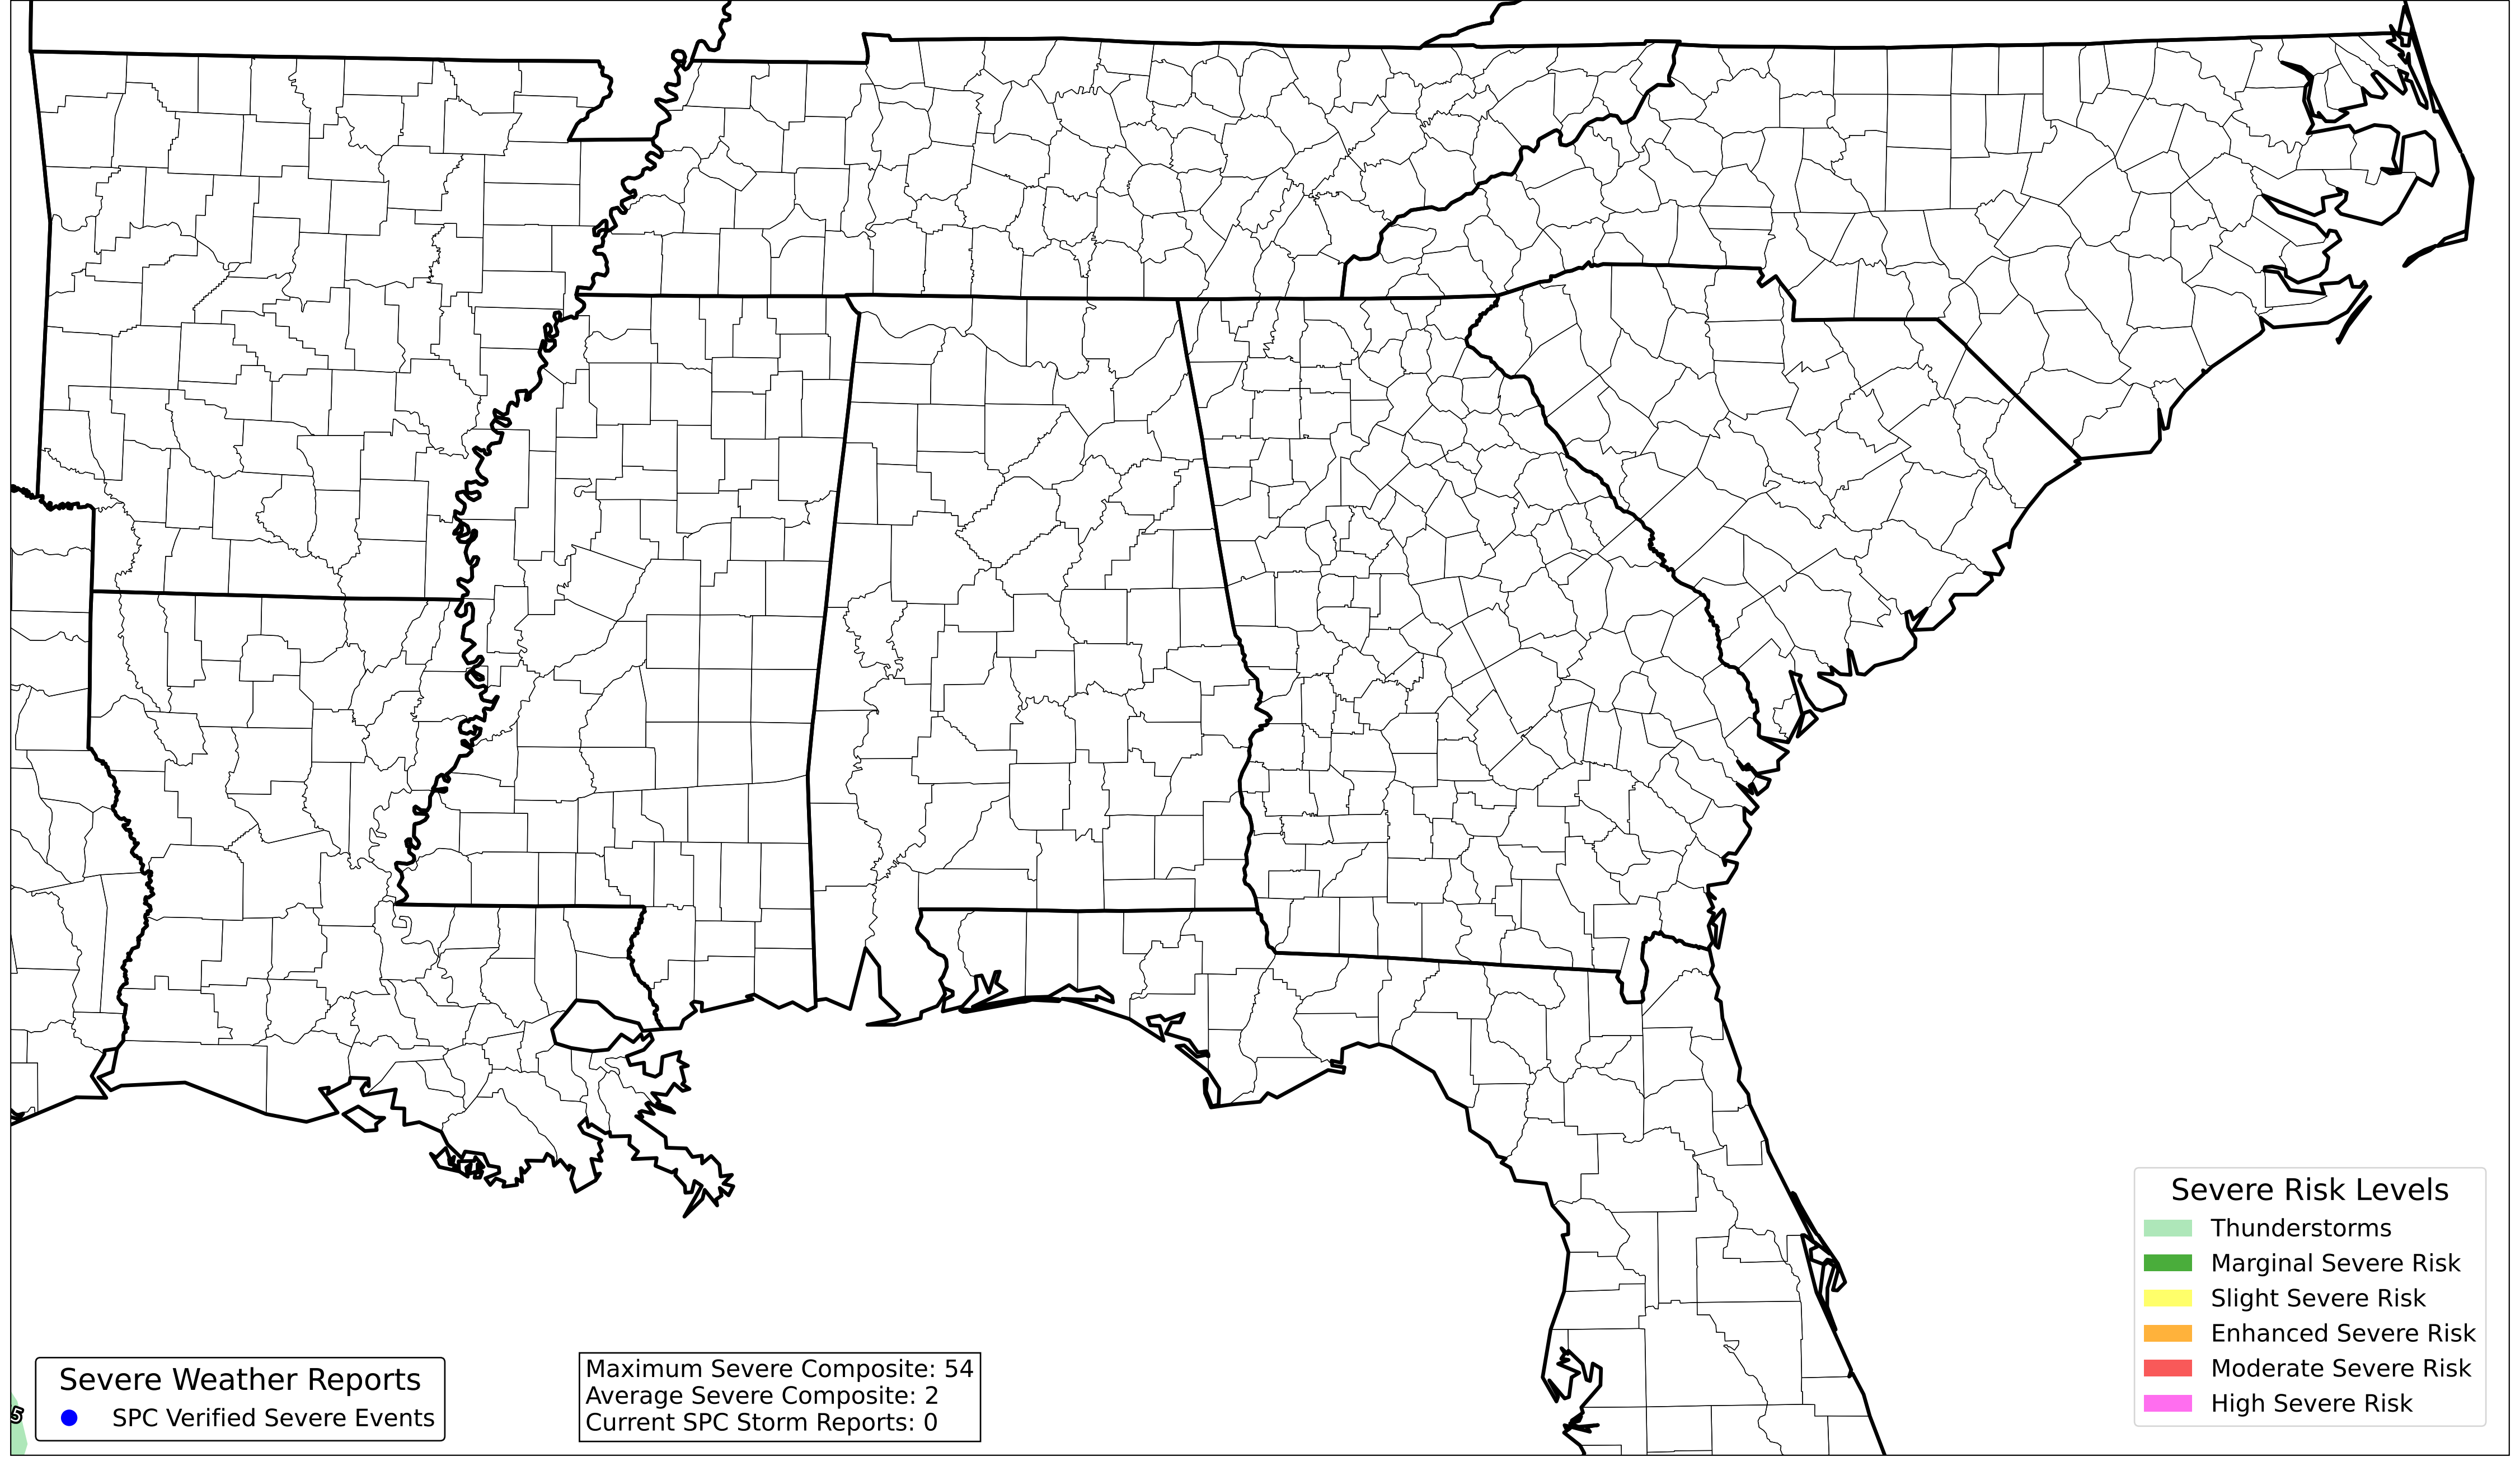 Severe Risk Levels
Thunderstorms
Marginal Severe Risk
Slight Severe Risk
Enhanced Severe Risk
Moderate Severe Risk
High Severe Risk
Severe Weather Reports
SPC Verified Severe Events
Maximum Severe Composite: 54
Average Severe Composite: 2
Current SPC Storm Reports: 0
5